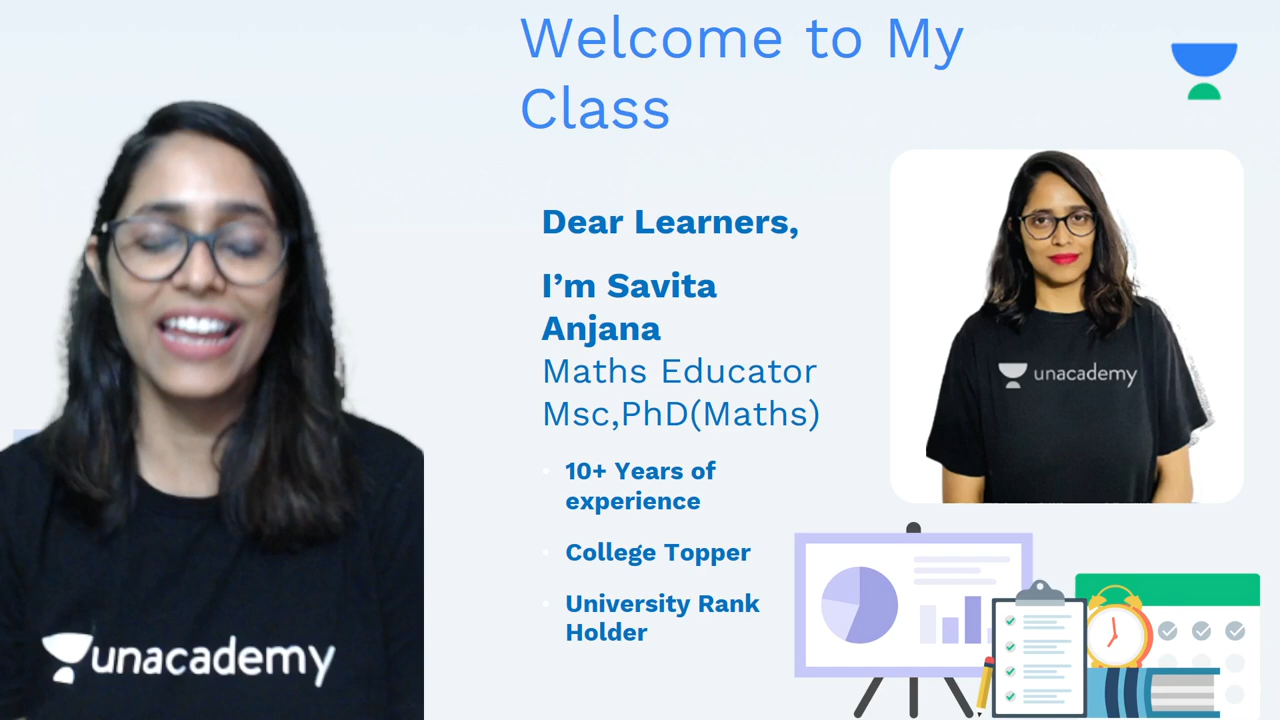 Welcome to My
Class
Dear Learners,
I’m Savita
Anjana
Maths Educator
Msc,PhD(Maths)
10+ Years of
experience
College Topper
University Rank
Holder
unacademy
unacademy